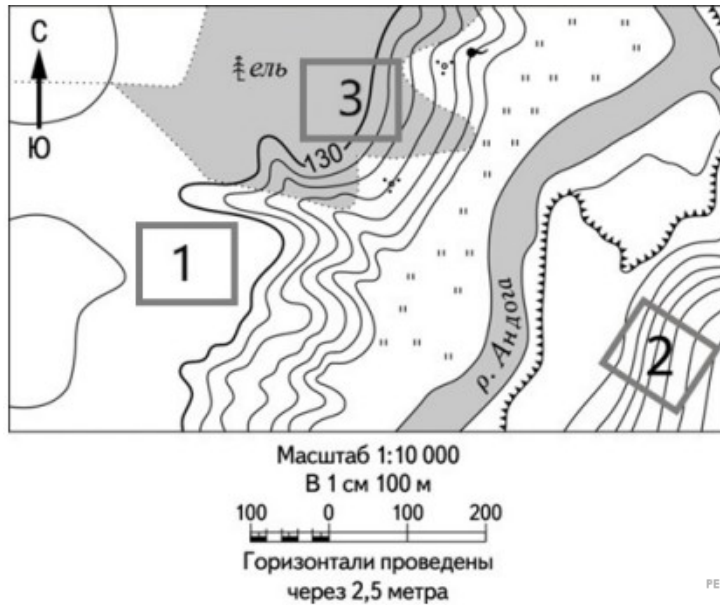 С
Ю
ель
3
130
1
р. Андога
2
Масштаб 1:10 000
В 1 см 100 м
100 0 100 200
Горизонтали проведены
через 2,5 метра
РЕ